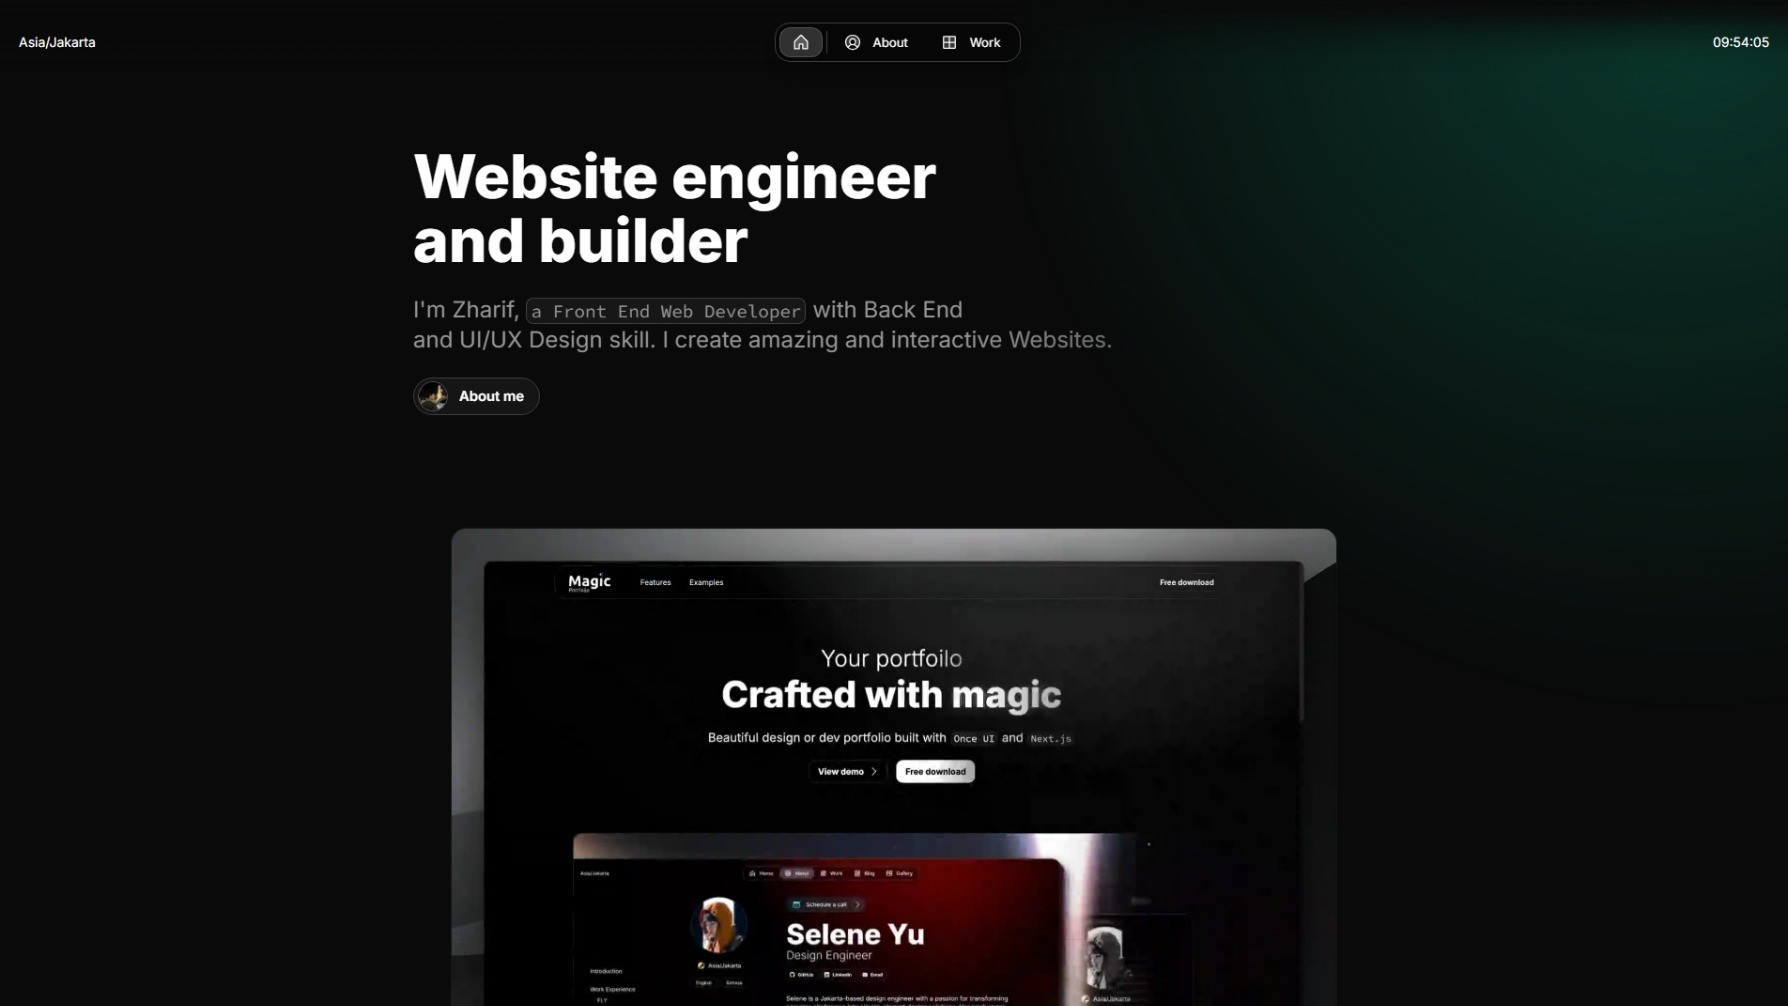 Asia/Jakarta
About
Work
09:54:05
Website engineer
and builder
I'm Zharif, a Front End Web Developer with Back End
and UI/UX Design skill. I create amazing and interactive Websites.
About me
Magic
Portfolio
Features
Examples
Free download
Your portfoilo
Crafted with magic
Beautiful design or dev portfolio built with Once UI and Next.js
View demo
Free download
Asia/Jakarta
Home
About
Work
Blog
Gallery
Schedule a call
Selene Yu
Design Engineer
Asia/Jakarta
GitHub
LinkedIn
Email
Introduction
English
Bahasa
Work Experience
FLY
Selene is a Jakarta-based design engineer with a passion for transforming
Asia/Jakarta